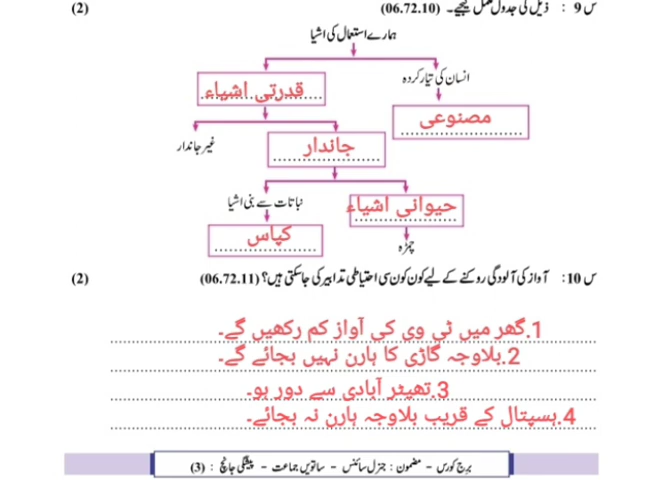 س 9 : ذیل کی جدول مکمل کیجیے۔ (06.72.10) (2)
ہمارے استعمال کی اشیا
انسان کی تیار کردہ
قدرتی اشیاء
مصنوعی
غیر جاندار
جاندار
نباتات سے بنی اشیا
حیوانی اشیاء
کپاس
چمڑہ
س 10: آواز کی آلودگی روکنے کے لیے کون کون سی احتیاطی تدابیر کی جاسکتی ہیں؟ (06.72.11) (2)
1.گھر میں ٹی وی کی آواز کم رکھیں گے۔
2.بلاوجہ گاڑی کا ہارن نہیں بجائے گے۔
3.تھیٹر آبادی سے دور ہو۔
4.ہسپتال کے قریب بلاوجہ ہارن نہ بجائے۔
برج کورس - مضمون : جنرل سائنس - ساتویں جماعت - پیشگی جانچ : (3)